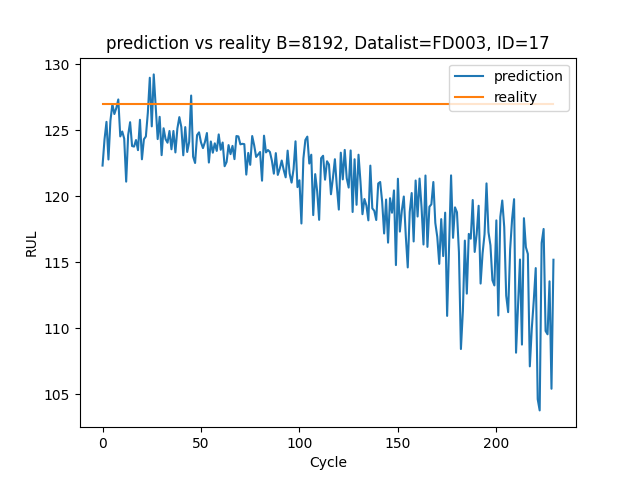 prediction vs reality B=8192, Datalist=FD003, ID=17
prediction
reality
130
125
120
115
110
105
RUL
0 50 100 150 200
Cycle